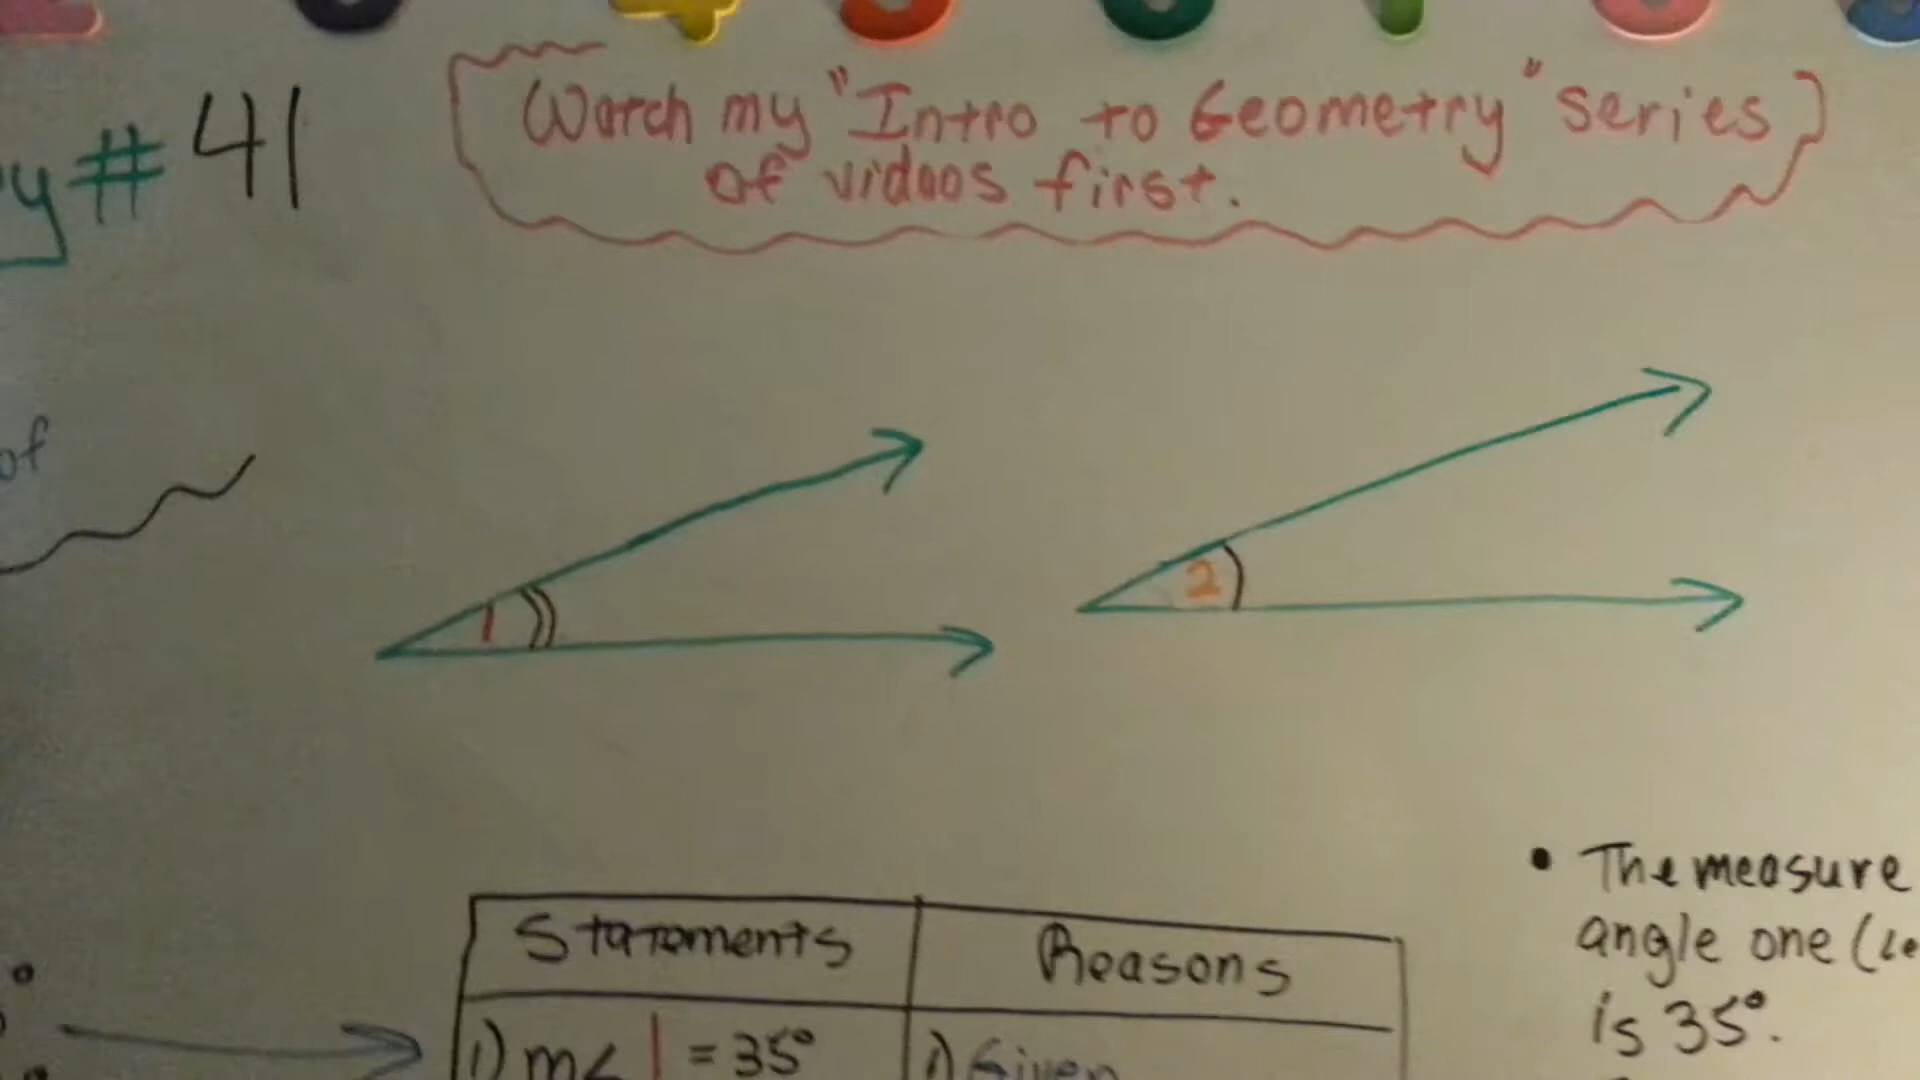 y# 41
Watch my "Intro to Geometry" series
of videos first.
of
1
2
• The measure
angle one (i.e
is 35°.
Statements Reasons
1) m< 1 = 35° 1) Given